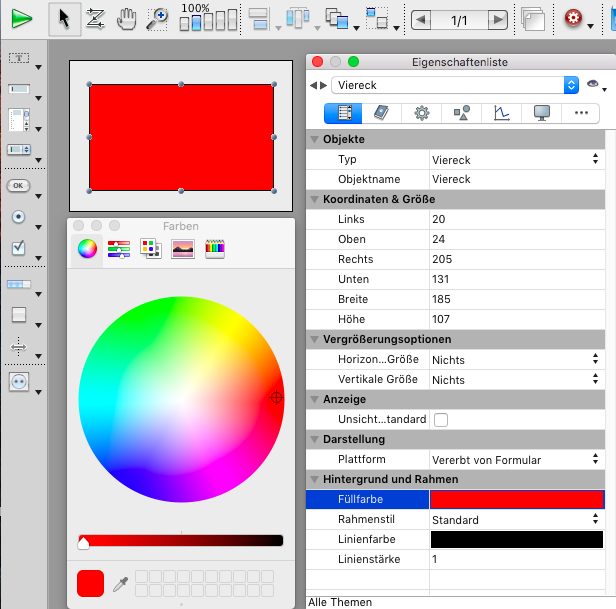 100%
1/1
T
OK
Farben
Eigenschaftenliste
Viereck
Objekte
Typ Viereck
Objektname Viereck
Koordinaten & Größe
Links 20
Oben 24
Rechts 205
Unten 131
Breite 185
Höhe 107
Vergrößerungsoptionen
Horizon...Größe Nichts
Vertikale Größe Nichts
Anzeige
Unsicht...tandard
Darstellung
Plattform Vererbt von Formular
Hintergrund und Rahmen
Füllfarbe
Rahmenstil Standard
Linienfarbe
Linienstärke 1
Alle Themen